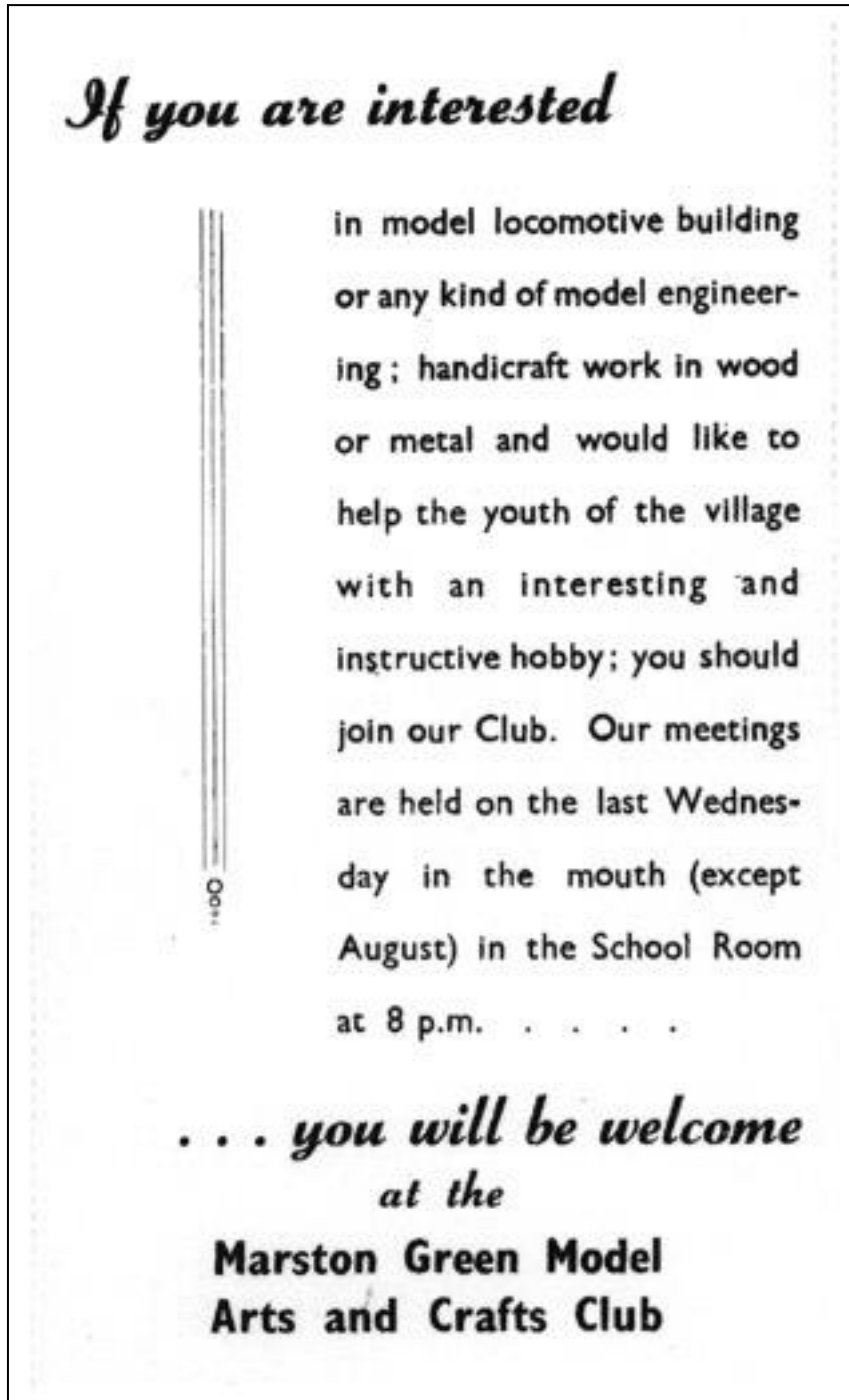 If you are interested
in model locomotive building
or any kind of model engineer-
ing; handicraft work in wood
or metal and would like to
help the youth of the village
with an interesting and
instructive hobby; you should
join our Club. Our meetings
are held on the last Wednes-
day in the mouth (except
August) in the School Room
at 8 p.m. . . . .
. . . you will be welcome
at the
Marston Green Model
Arts and Crafts Club